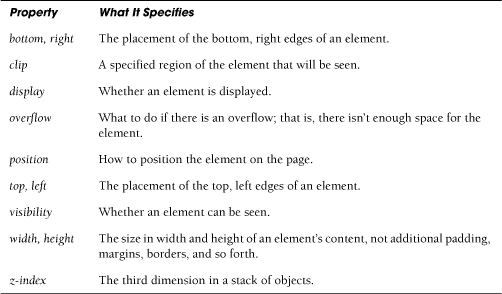 Property What It Specifies
bottom, right The placement of the bottom, right edges of an element.
clip A specified region of the element that will be seen.
display Whether an element is displayed.
overflow What to do if there is an overflow; that is, there isn't enough space for the
element.
position How to position the element on the page.
top, left The placement of the top, left edges of an element.
visibility Whether an element can be seen.
width, height The size in width and height of an element's content, not additional padding,
margins, borders, and so forth.
z-index The third dimension in a stack of objects.